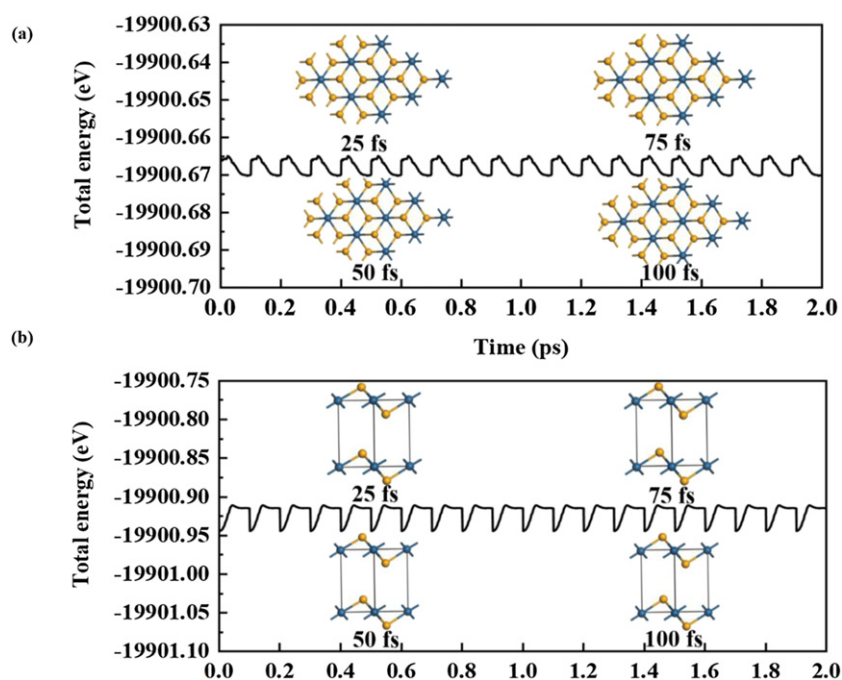 (a)
Total energy (eV)
-19900.63
-19900.64
-19900.65
-19900.66
-19900.67
-19900.68
-19900.69
-19900.70
25 fs
75 fs
50 fs
100 fs
0.0 0.2 0.4 0.6 0.8 1.0 1.2 1.4 1.6 1.8 2.0
Time (ps)
(b)
Total energy (eV)
-19900.75
-19900.80
-19900.85
-19900.90
-19900.95
-19901.00
-19901.05
-19901.10
25 fs
75 fs
50 fs
100 fs
0.0 0.2 0.4 0.6 0.8 1.0 1.2 1.4 1.6 1.8 2.0